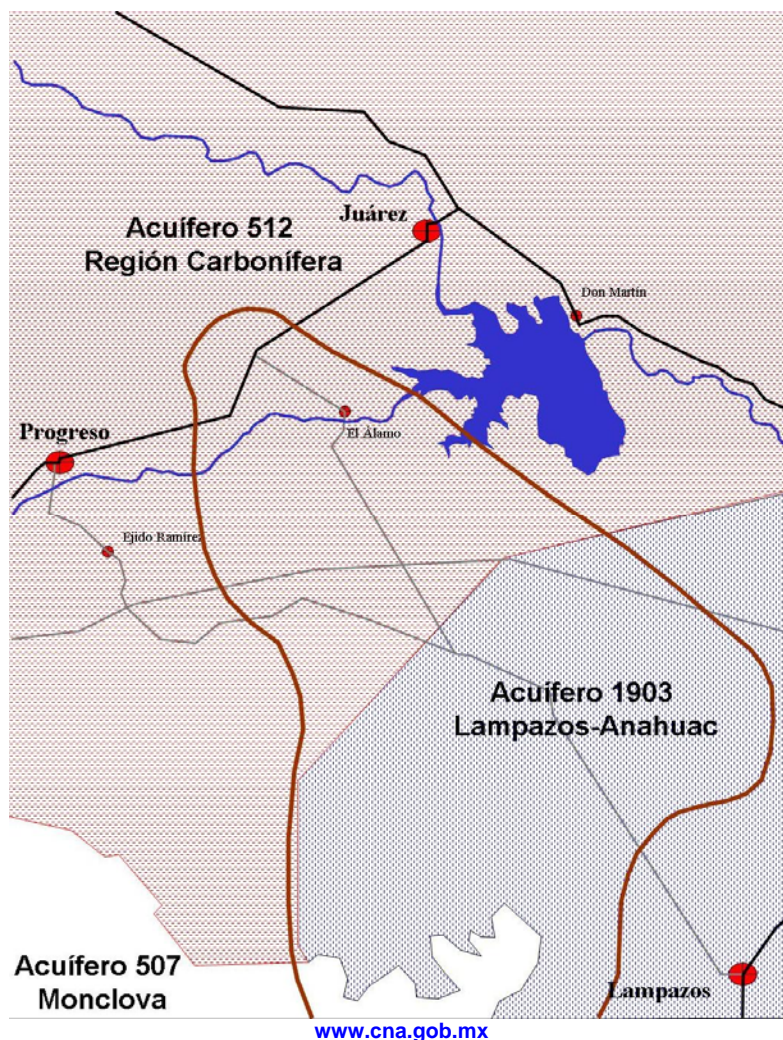 Acuífero 512
Región Carbonífera
Juárez
Don Martín
Progreso
El Álamo
Ejido Ramírez
Acuífero 1903
Lampazos-Anahuac
Acuífero 507
Monclova
Lampazos
www.cna.gob.mx